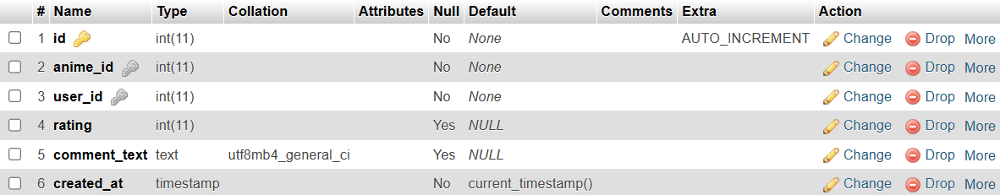 # Name Type Collation Attributes Null Default Comments Extra Action
1 id int(11) No None AUTO_INCREMENT Change Drop More
2 anime_id int(11) No None Change Drop More
3 user_id int(11) No None Change Drop More
4 rating int(11) Yes NULL Change Drop More
5 comment_text text utf8mb4_general_ci Yes NULL Change Drop More
6 created_at timestamp No current_timestamp() Change Drop More